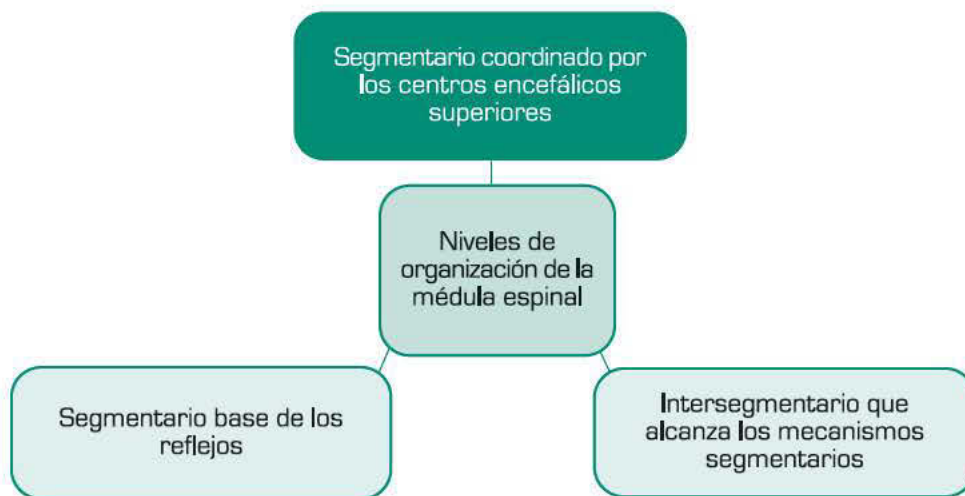 Segmentario coordinado por
los centros encefálicos
superiores
Niveles de
organización de la
médula espinal
Segmentario base de los
reflejos
Intersegmentario que
alcanza los mecanismos
segmentarios